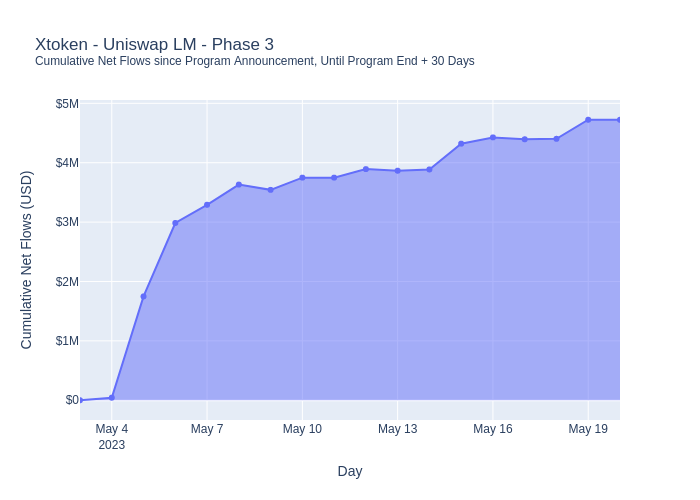 Xtoken - Uniswap LM - Phase 3
Cumulative Net Flows since Program Announcement, Until Program End + 30 Days
Cumulative Net Flows (USD)
$5M
$4M
$3M
$2M
$1M
$0
May 4
2023
May 7
May 10
May 13
May 16
May 19
Day